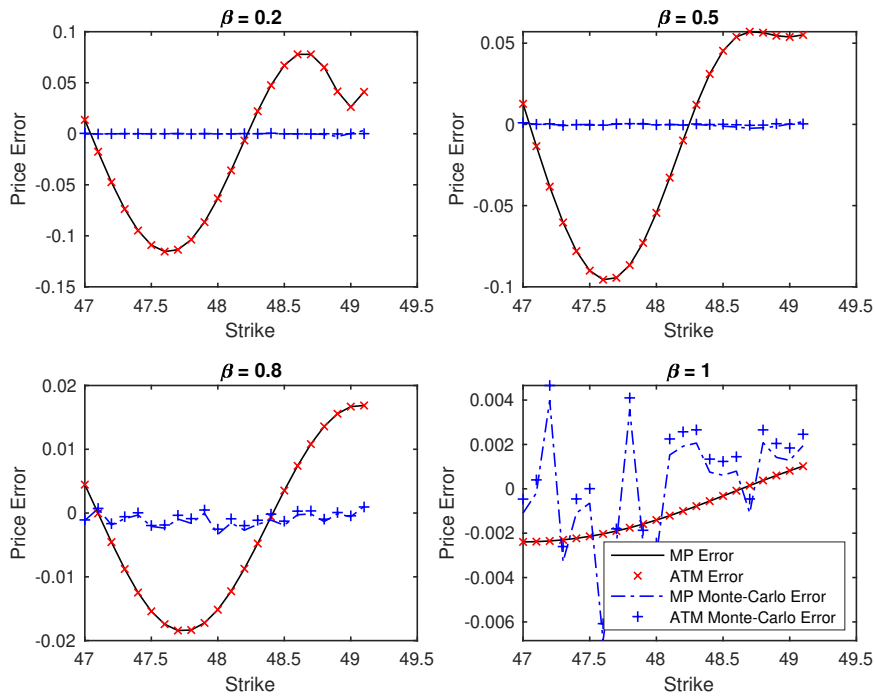 β = 0.2
0.1
0.05
0
-0.05
-0.1
-0.15
Price Error
47 47.5 48 48.5 49 49.5
Strike
β = 0.5
0.05
0
-0.05
-0.1
Price Error
47 47.5 48 48.5 49 49.5
Strike
β = 0.8
0.02
0.01
0
-0.01
-0.02
Price Error
47 47.5 48 48.5 49 49.5
Strike
β = 1
0.004
0.002
0
-0.002
-0.004
-0.006
Price Error
MP Error
ATM Error
MP Monte-Carlo Error
ATM Monte-Carlo Error
47 47.5 48 48.5 49 49.5
Strike